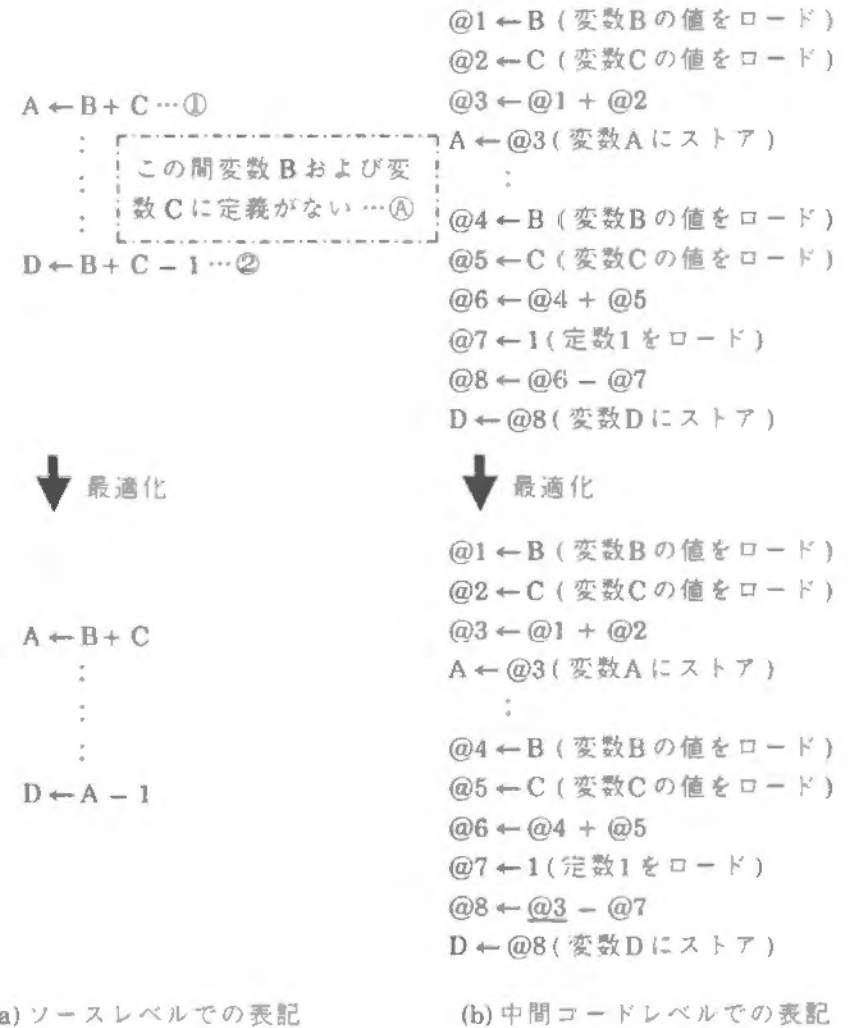 A ← B + C … ①
この間変数 B および変
数 C に定義がない … Ⓐ
D ← B + C − 1 … ②
最適化
A ← B + C
D ← A − 1
(a) ソースレベルでの表記
@1 ← B ( 変数Bの値をロード )
@2 ← C ( 変数Cの値をロード )
@3 ← @1 + @2
A ← @3 ( 変数Aにストア )
@4 ← B ( 変数Bの値をロード )
@5 ← C ( 変数Cの値をロード )
@6 ← @4 + @5
@7 ← 1 ( 定数1をロード )
@8 ← @6 − @7
D ← @8 ( 変数Dにストア )
最適化
@1 ← B ( 変数Bの値をロード )
@2 ← C ( 変数Cの値をロード )
@3 ← @1 + @2
A ← @3 ( 変数Aにストア )
@4 ← B ( 変数Bの値をロード )
@5 ← C ( 変数Cの値をロード )
@6 ← @4 + @5
@7 ← 1 ( 定数1をロード )
@8 ← @3 − @7
D ← @8 ( 変数Dにストア )
(b) 中間コードレベルでの表記